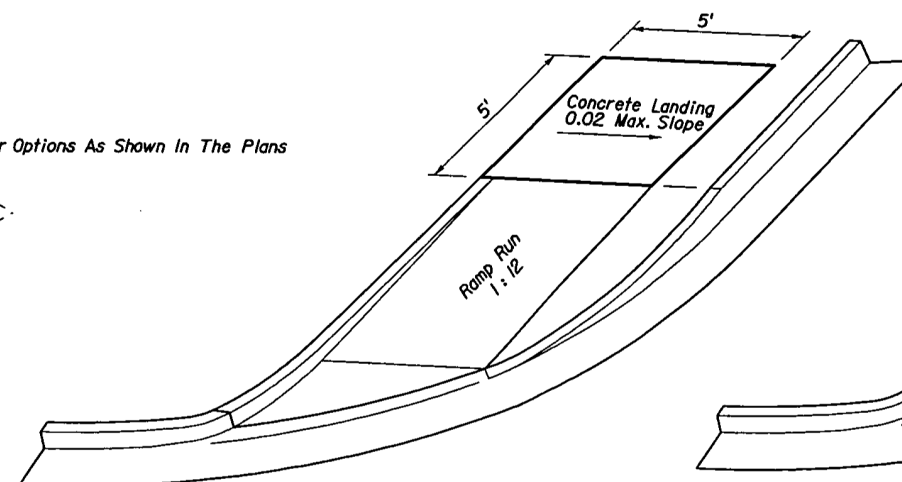 5'
5'
Concrete Landing
0.02 Max. Slope
Options As Shown In The Plans
Ramp Run
1 : 12